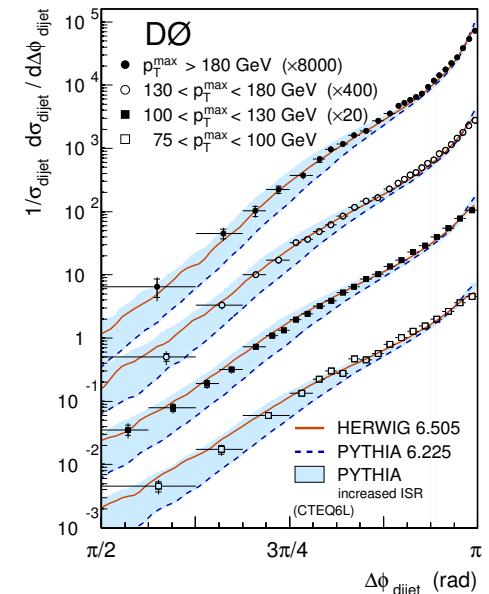 DØ
p_T^max > 180 GeV (×8000)
130 < p_T^max < 180 GeV (×400)
100 < p_T^max < 130 GeV (×20)
75 < p_T^max < 100 GeV
1/σ_dijet dσ_dijet / dΔϕ_dijet
10^5
10^4
10^3
10^2
10
1
10^-1
10^-2
10^-3
HERWIG 6.505
PYTHIA 6.225
PYTHIA
increased ISR
(CTEQ6L)
π/2 3π/4 π
Δϕ_dijet (rad)